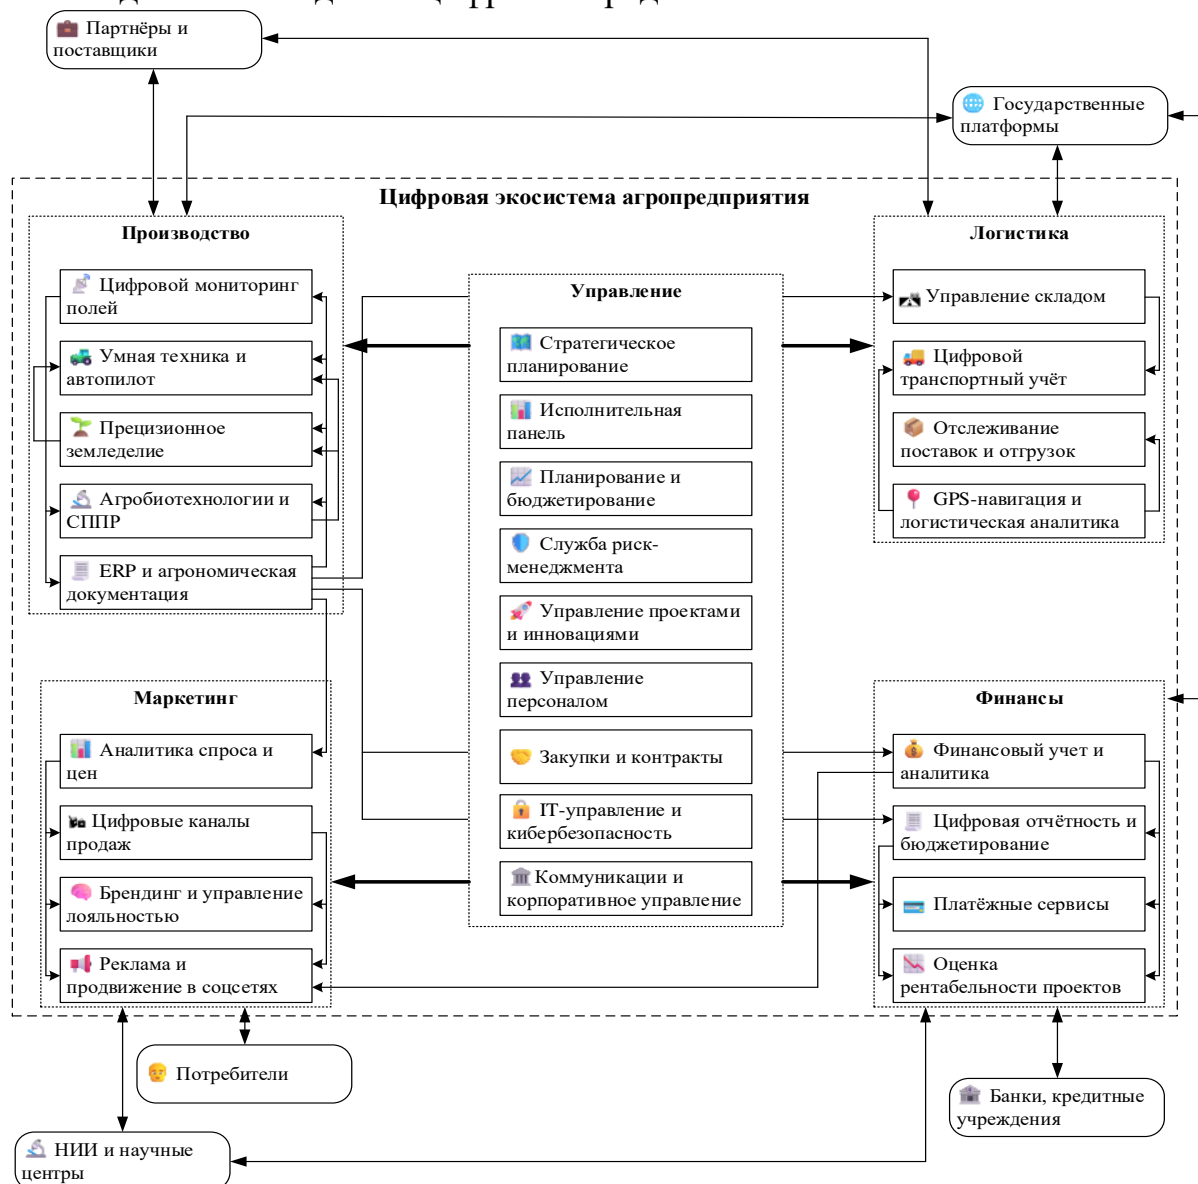 Партнёры и
поставщики
Государственные
платформы
Цифровая экосистема агропредприятия
Производство
Цифровой мониторинг
полей
Умная техника и
автопилот
Прецизионное
земледелие
Агробиотехнологии и
СППР
ERP и агрономическая
документация
Управление
Стратегическое
планирование
Исполнительная
панель
Планирование и
бюджетирование
Служба риск-
менеджмента
Управление проектами
и инновациями
Управление
персоналом
Закупки и контракты
IT-управление и
кибербезопасность
Коммуникации и
корпоративное управление
Логистика
Управление складом
Цифровой
транспортный учёт
Отслеживание
поставок и отгрузок
GPS-навигация и
логистическая аналитика
Маркетинг
Аналитика спроса и
цен
Цифровые каналы
продаж
Брендинг и управление
лояльностью
Реклама и
продвижение в соцсетях
Финансы
Финансовый учет и
аналитика
Цифровая отчётность и
бюджетирование
Платёжные сервисы
Оценка
рентабельности проектов
Потребители
Банки, кредитные
учреждения
НИИ и научные
центры